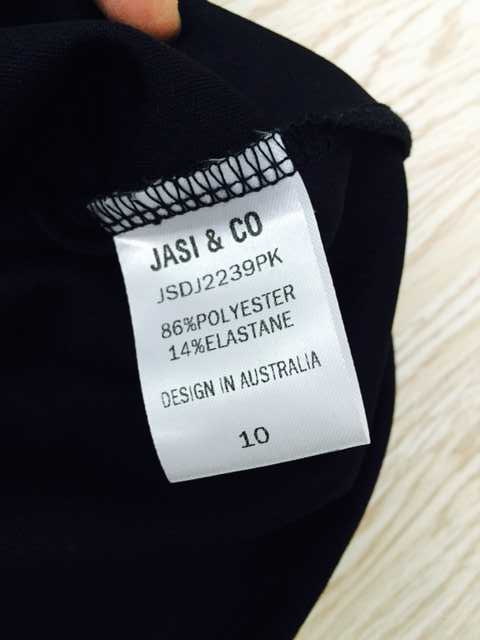 JASI & CO
JSDJ2239PK
86%POLYESTER
14%ELASTANE
DESIGN IN AUSTRALIA
10